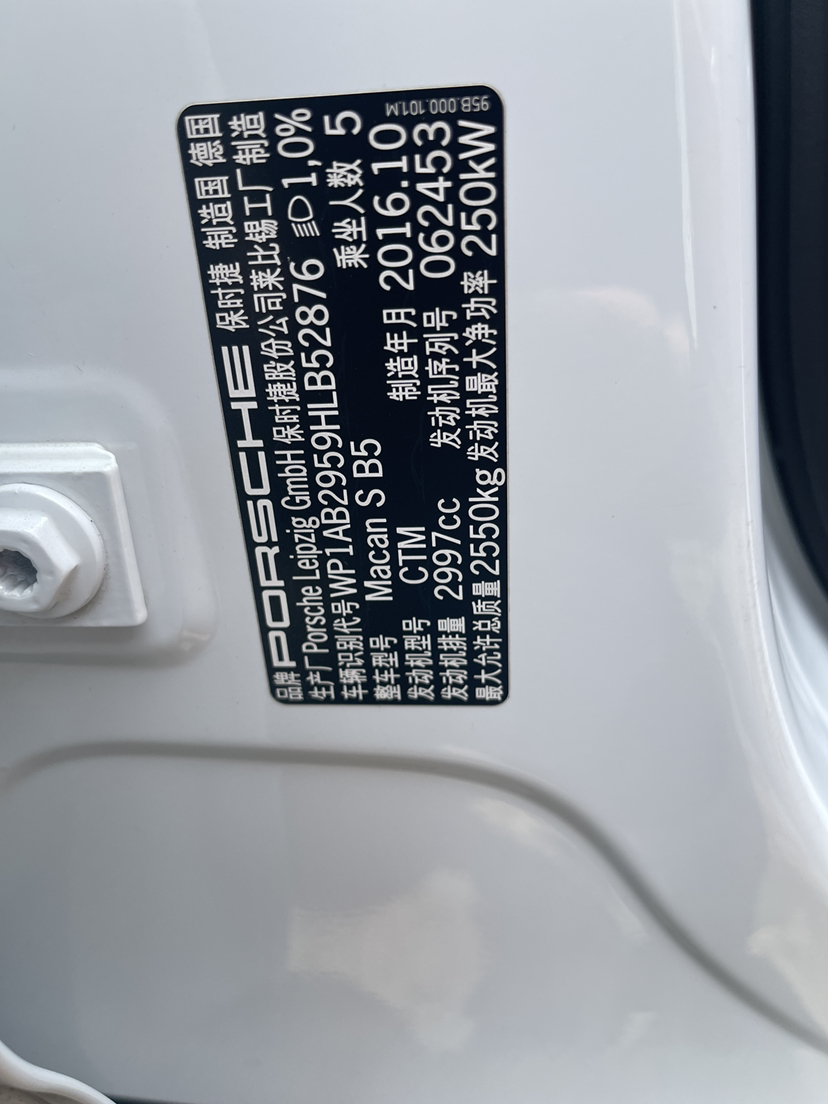 95B.000.101.M
品牌 PORSCHE 保时捷 制造国 德国
生产厂 Porsche Leipzig GmbH 保时捷股份公司莱比锡工厂制造
车辆识别代号 WP1AB2959HLB52876 1,0%
整车型号 Macan S B5 乘坐人数 5
发动机型号 CTM 制造年月 2016.10
发动机排量 2997cc 发动机序列号 062453
最大允许总质量 2550kg 发动机最大净功率 250kW